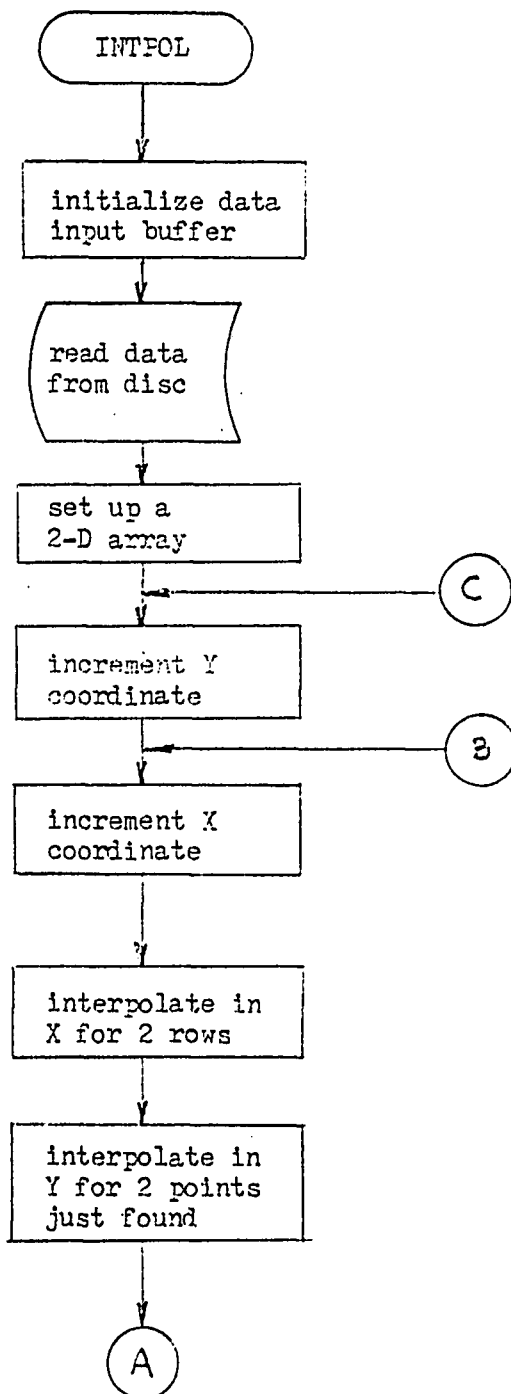 INTPOL
initialize data
input buffer
read data
from disc
set up a
2-D array
C
increment Y
coordinate
B
increment X
coordinate
interpolate in
X for 2 rows
interpolate in
Y for 2 points
just found
A